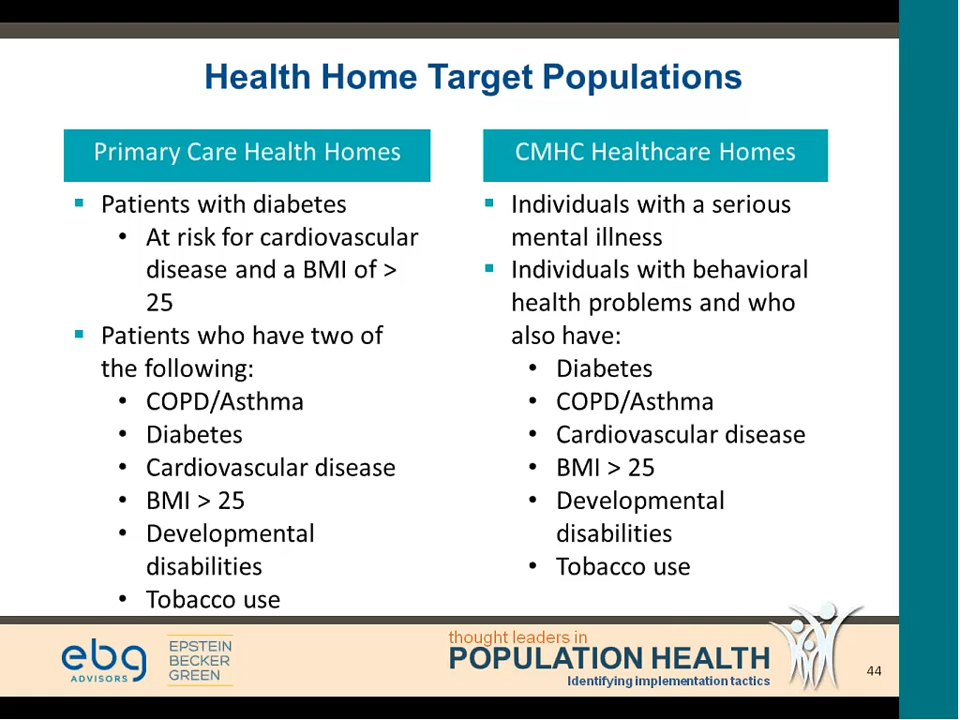 Health Home Target Populations
Primary Care Health Homes
▪ Patients with diabetes
• At risk for cardiovascular
disease and a BMI of >
25
▪ Patients who have two of
the following:
• COPD/Asthma
• Diabetes
• Cardiovascular disease
• BMI > 25
• Developmental
disabilities
• Tobacco use
CMHC Healthcare Homes
▪ Individuals with a serious
mental illness
▪ Individuals with behavioral
health problems and who
also have:
• Diabetes
• COPD/Asthma
• Cardiovascular disease
• BMI > 25
• Developmental
disabilities
• Tobacco use
ebg
ADVISORS
EPSTEIN
BECKER
GREEN
thought leaders in
POPULATION HEALTH
Identifying implementation tactics
44